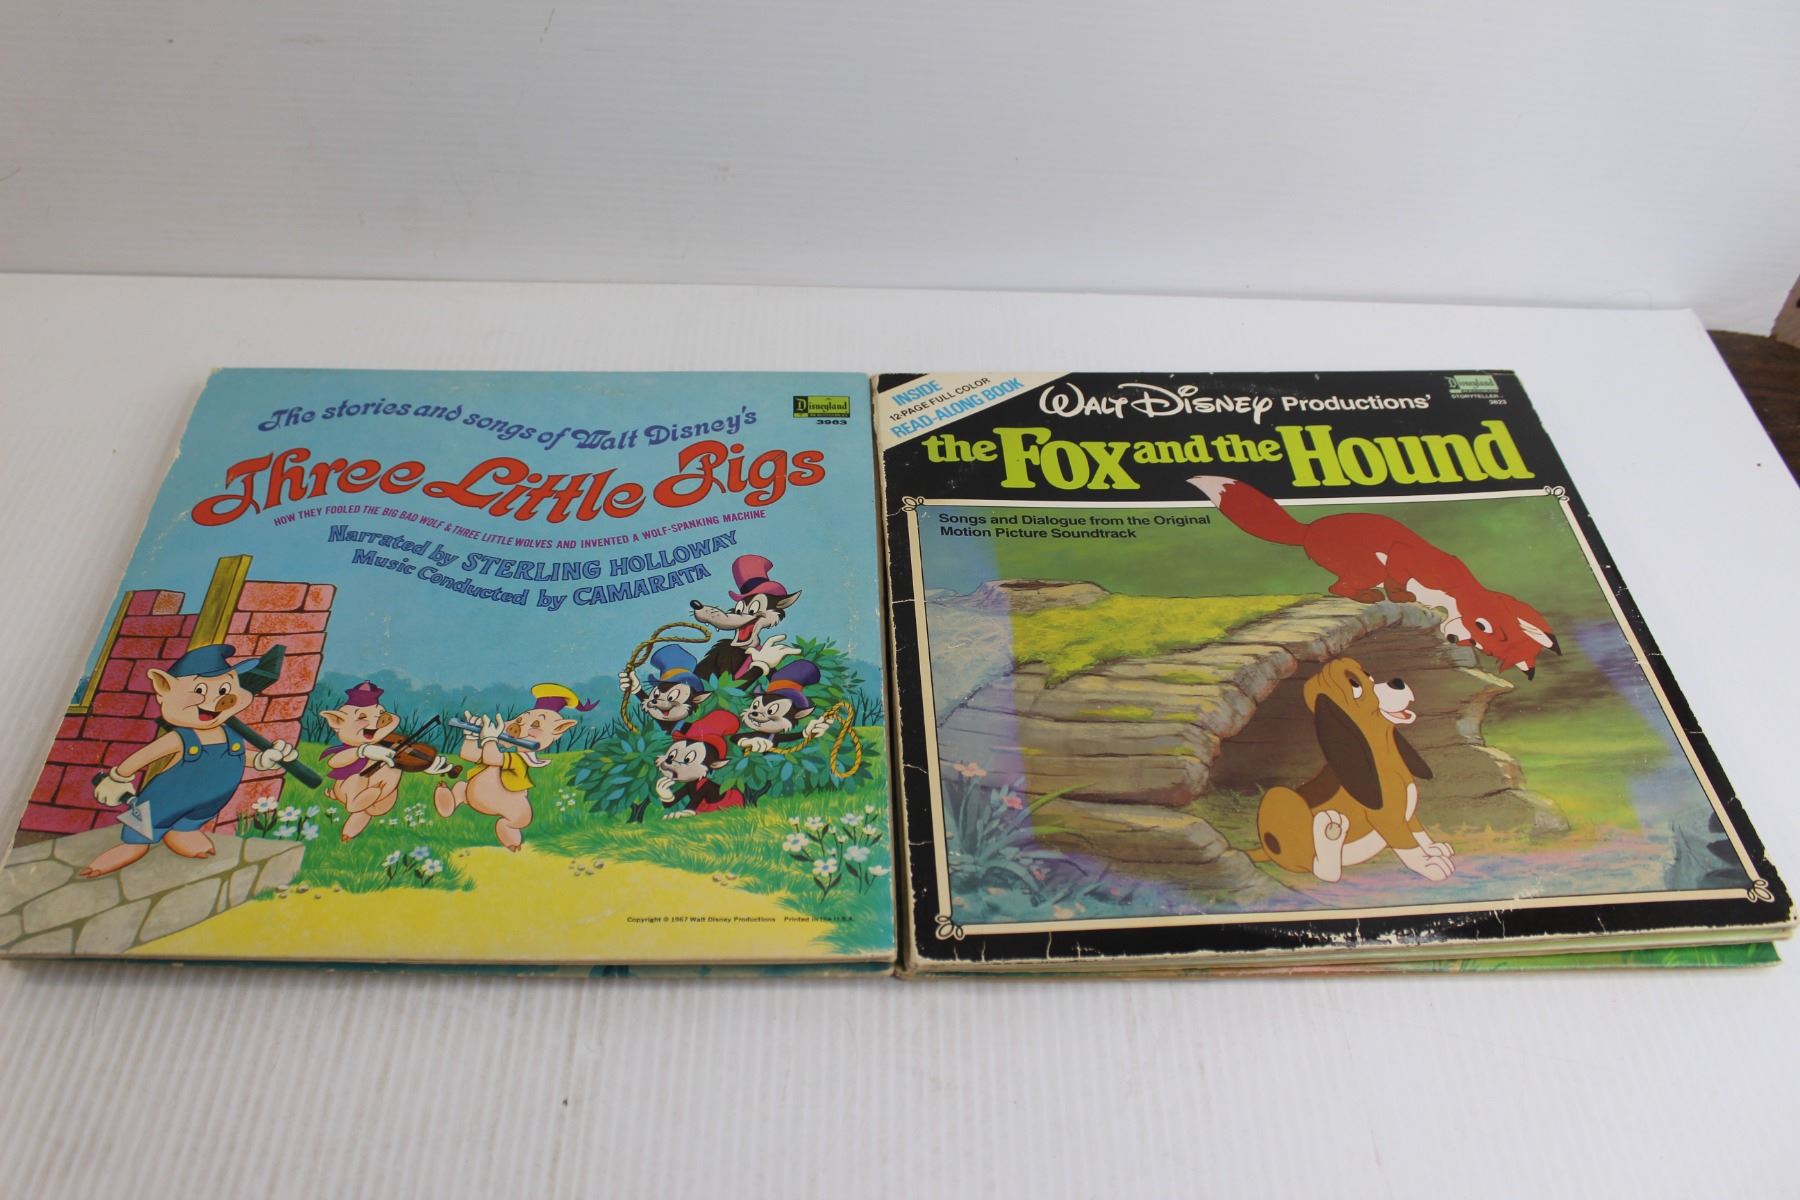 The stories and songs of Walt Disney's
Three Little Pigs
HOW THEY FOOLED THE BIG BAD WOLF & THREE LITTLE WOLVES AND INVENTED A WOLF-SPANKING MACHINE
Narrated by STERLING HOLLOWAY
Music Conducted by CAMARATA
Disneyland
3963
Copyright © 1967 Walt Disney Productions Printed in the U.S.A.
INSIDE
12-PAGE FULL COLOR
READ-ALONG BOOK
WALT DISNEY Productions'
the Fox and the Hound
Disneyland
STORYTELLER
3823
Songs and Dialogue from the Original
Motion Picture Soundtrack